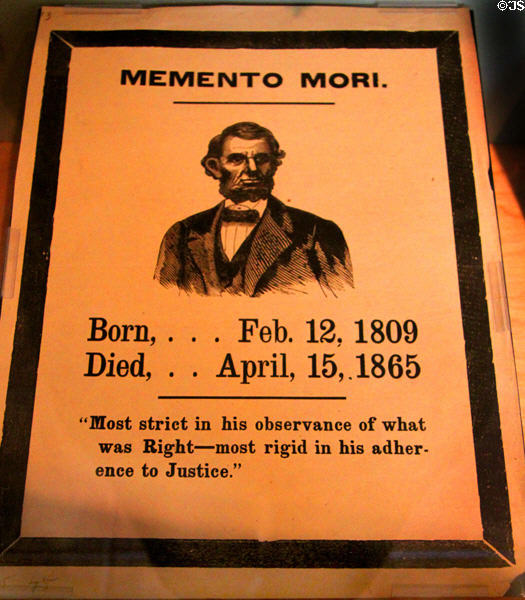 ©JS
3
MEMENTO MORI.
Born, . . . Feb. 12, 1809
Died, . . April, 15, 1865
“Most strict in his observance of what
was Right—most rigid in his adher-
ence to Justice.”